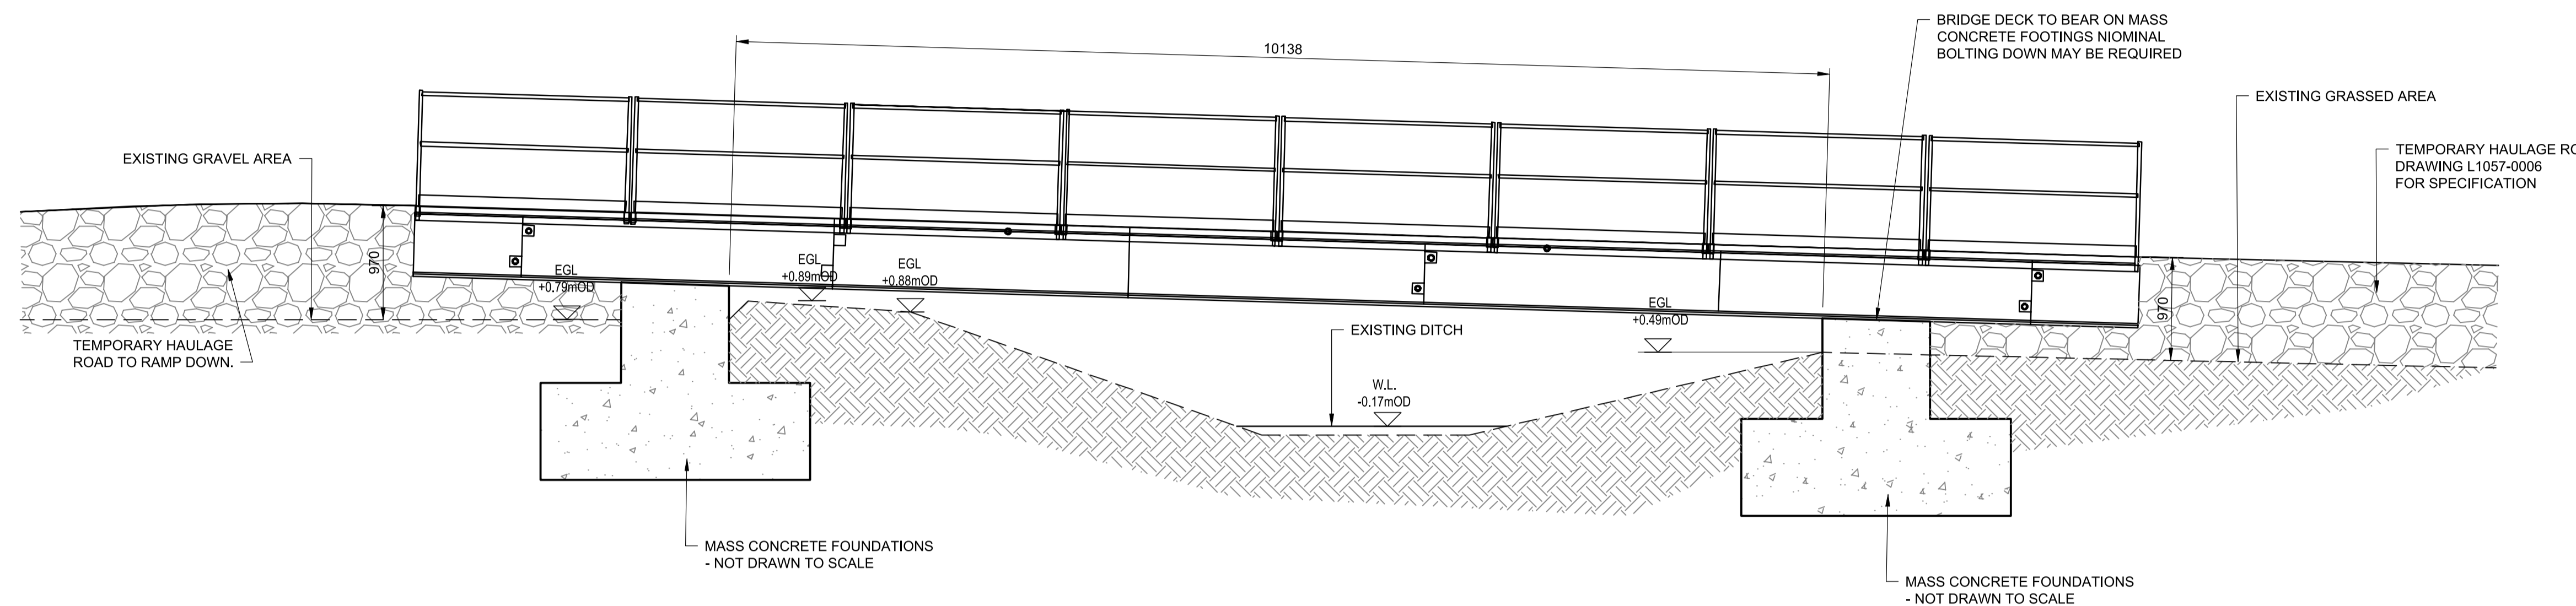 10138
BRIDGE DECK TO BEAR ON MASS
CONCRETE FOOTINGS NIOMINAL
BOLTING DOWN MAY BE REQUIRED
EXISTING GRASSED AREA
EXISTING GRAVEL AREA
TEMPORARY HAULAGE RO
DRAWING L1057-0006
FOR SPECIFICATION
970
EGL
+0.79mOD
EGL
+0.89mOD
EGL
+0.88mOD
EGL
+0.49mOD
970
EXISTING DITCH
TEMPORARY HAULAGE
ROAD TO RAMP DOWN.
W.L.
-0.17mOD
MASS CONCRETE FOUNDATIONS
- NOT DRAWN TO SCALE
MASS CONCRETE FOUNDATIONS
- NOT DRAWN TO SCALE